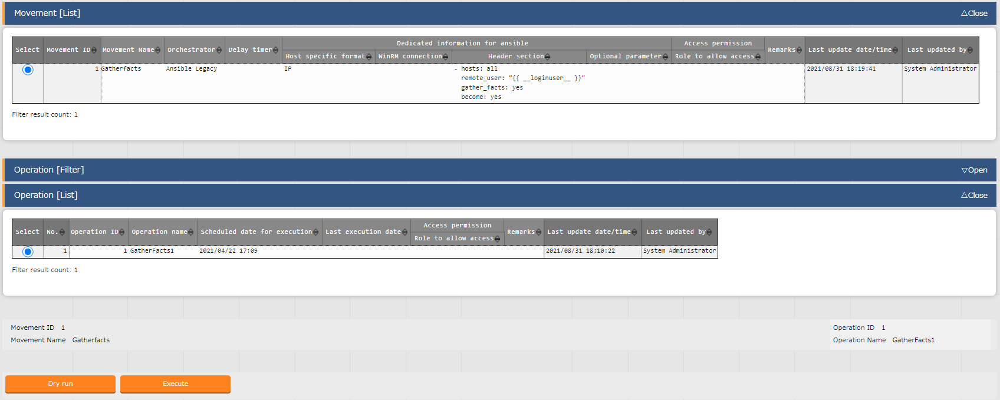 Movement [List]
△Close
Select Movement ID Movement Name Orchestrator Delay timer Dedicated information for ansible Access permission Remarks Last update date/time Last updated by
Host specific format WinRM connection Header section Optional parameter Role to allow access
1 Gatherfacts Ansible Legacy IP - hosts: all 2021/08/31 18:19:41 System Administrator
remote_user: "{{ __loginuser__ }}"
gather_facts: yes
become: yes
Filter result count: 1
Operation [Filter]
▽Open
Operation [List]
△Close
Select No. Operation ID Operation name Scheduled date for execution Last execution date Access permission Remarks Last update date/time Last updated by
Role to allow access
1 1 GatherFacts1 2021/04/22 17:09 2021/08/31 18:10:22 System Administrator
Filter result count: 1
Movement ID 1
Movement Name Gatherfacts
Operation ID 1
Operation Name GatherFacts1
Dry run
Execute